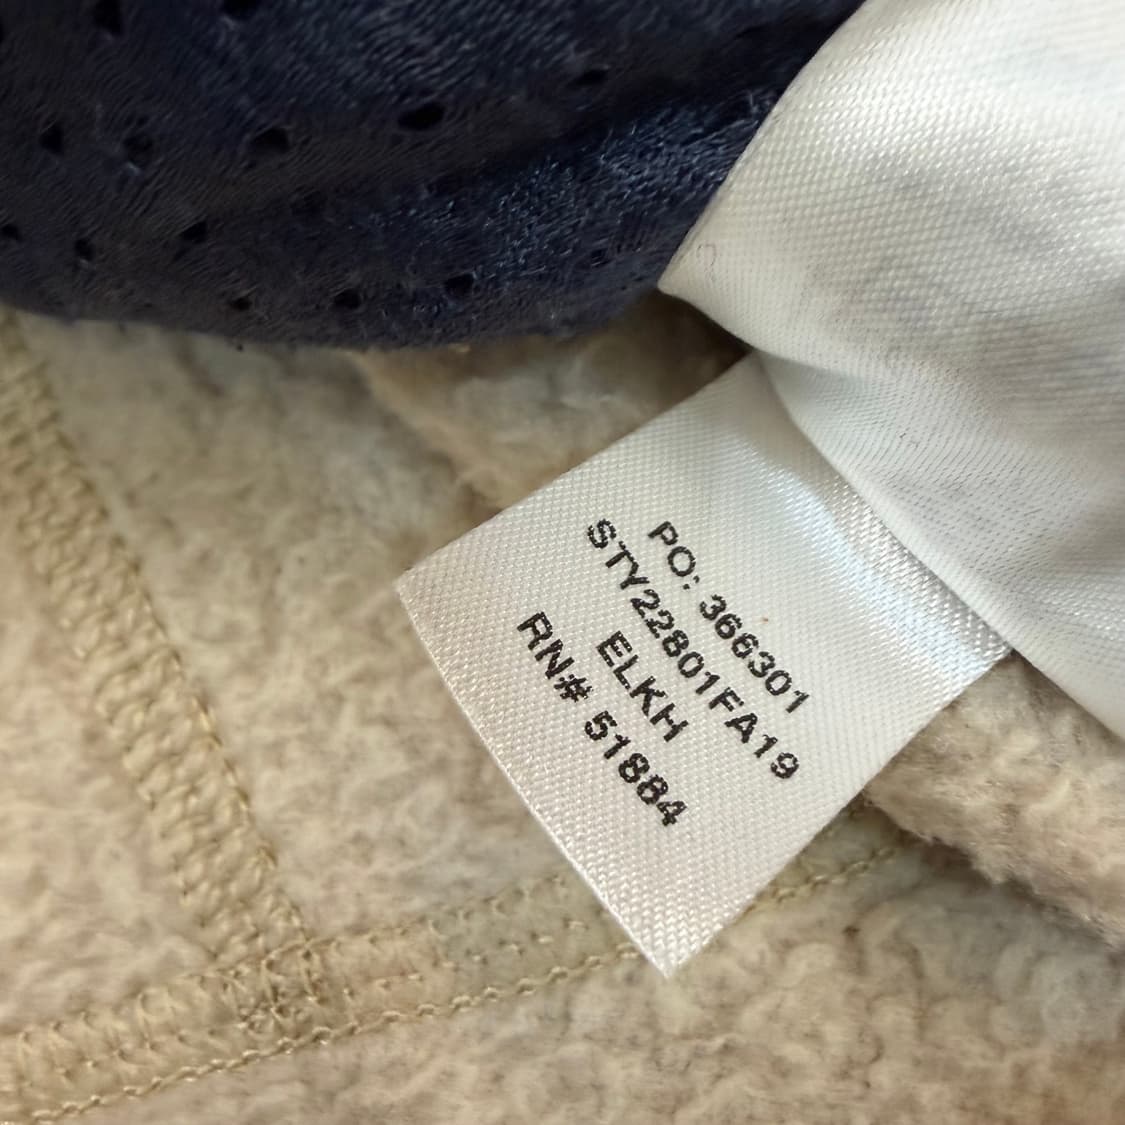 PO: 366301
STY22801FA19
ELKH
RN# 51884